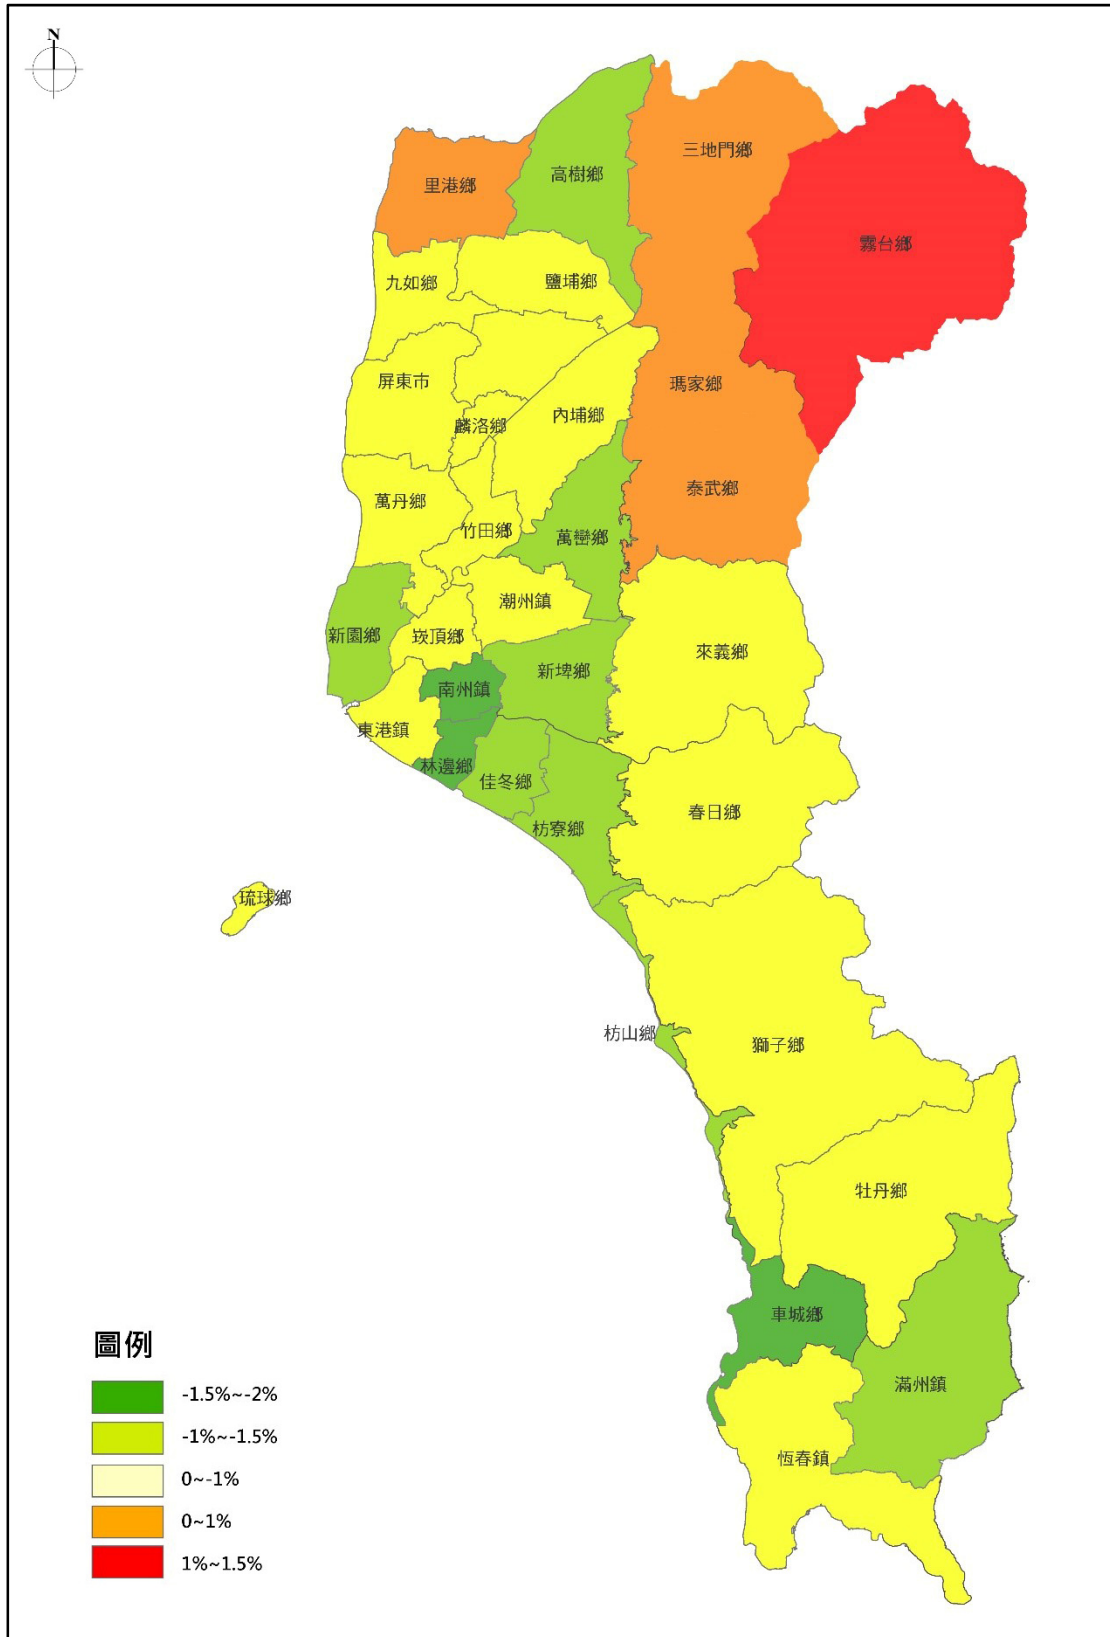 N
三地門鄉
高樹鄉
里港鄉
霧台鄉
九如鄉
鹽埔鄉
屏東市
瑪家鄉
麟洛鄉
內埔鄉
泰武鄉
萬丹鄉
竹田鄉
萬巒鄉
潮州鎮
新園鄉
崁頂鄉
來義鄉
新埤鄉
南州鎮
東港鎮
林邊鄉
佳冬鄉
春日鄉
枋寮鄉
琉球鄉
枋山鄉
獅子鄉
牡丹鄉
車城鄉
滿州鎮
恆春鎮
圖例
-1.5%~-2%
-1%~-1.5%
0~-1%
0~1%
1%~1.5%